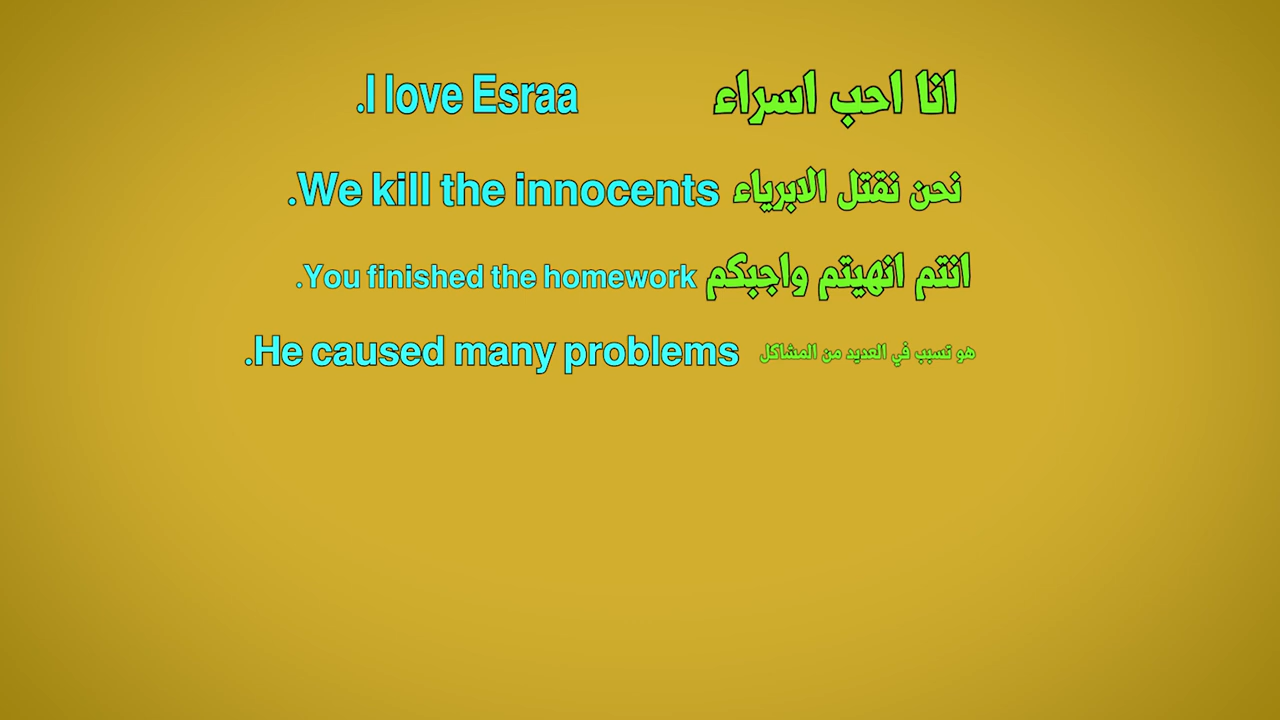 .I love Esraa انا احب اسراء
.We kill the innocents نحن نقتل الابرياء
.You finished the homework انتم انهيتم واجبكم
.He caused many problems هو تسبب في العديد من المشاكل